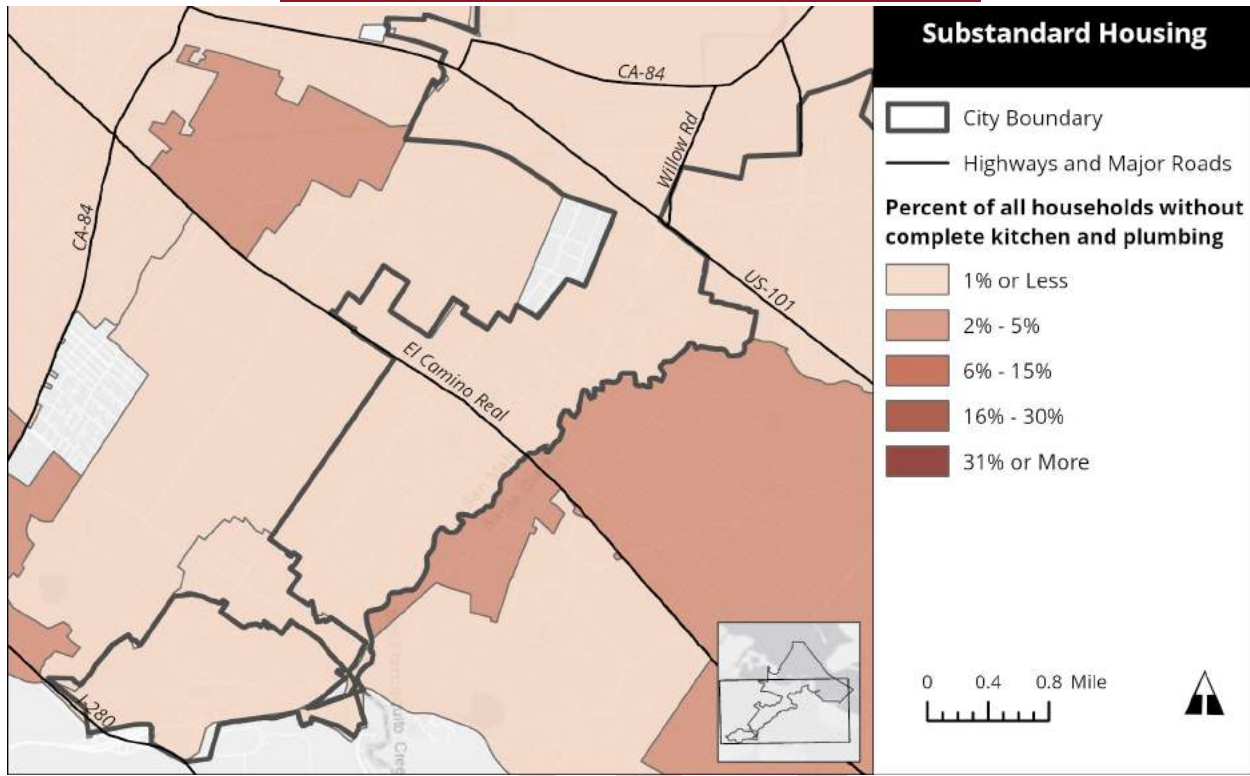 Substandard Housing
City Boundary
Highways and Major Roads
Percent of all households without
complete kitchen and plumbing
1% or Less
2% - 5%
6% - 15%
16% - 30%
31% or More
0 0.4 0.8 Mile
CA-84
Willow Rd
CA-84
US-101
El Camino Real
I-280